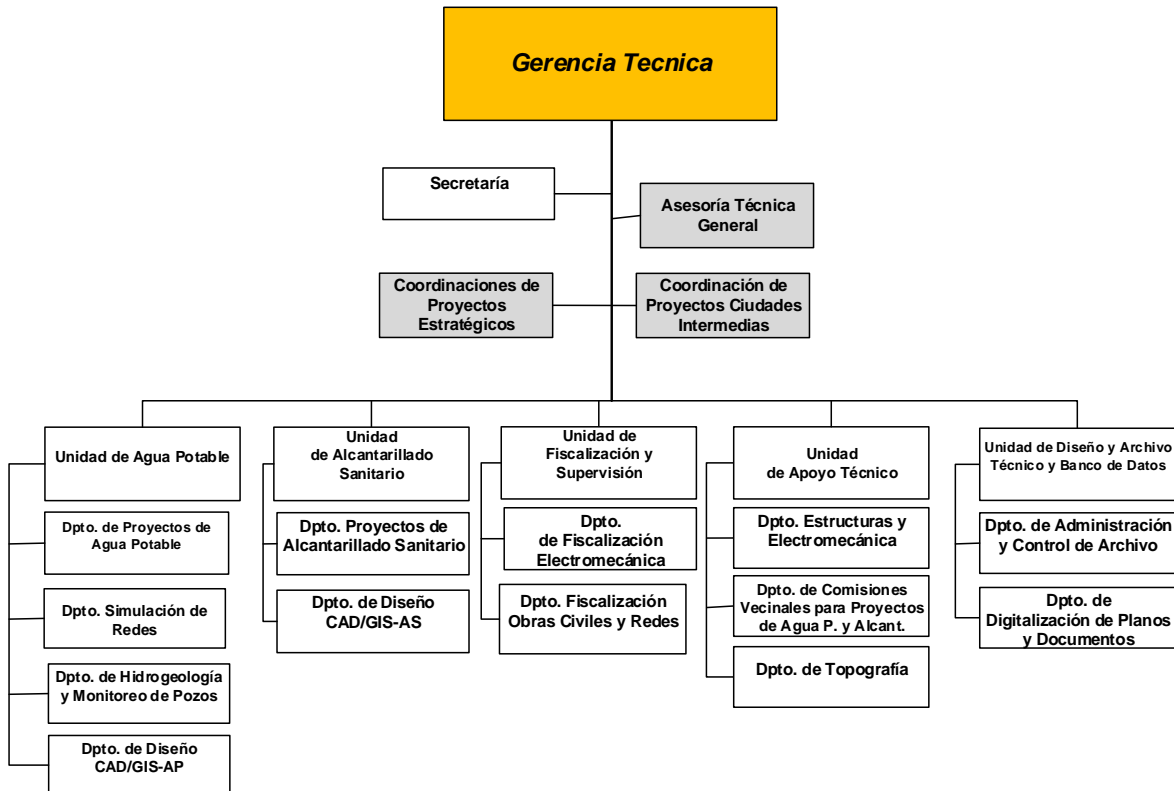 Gerencia Tecnica
Secretaría
Asesoría Técnica
General
Coordinaciones de
Proyectos
Estratégicos
Coordinación de
Proyectos Ciudades
Intermedias
Unidad de Agua Potable
Dpto. de Proyectos de
Agua Potable
Dpto. Simulación de
Redes
Dpto. de Hidrogeología
y Monitoreo de Pozos
Dpto. de Diseño
CAD/GIS-AP
Unidad
de Alcantarillado
Sanitario
Dpto. Proyectos de
Alcantarillado Sanitario
Dpto. de Diseño
CAD/GIS-AS
Unidad de
Fiscalización y
Supervisión
Dpto.
de Fiscalización
Electromecánica
Dpto. Fiscalización
Obras Civiles y Redes
Unidad
de Apoyo Técnico
Dpto. Estructuras y
Electromecánica
Dpto. de Comisiones
Vecinales para Proyectos
de Agua P. y Alcant.
Dpto. de Topografía
Unidad de Diseño y Archivo
Técnico y Banco de Datos
Dpto. de Administración
y Control de Archivo
Dpto. de
Digitalización de Planos
y Documentos